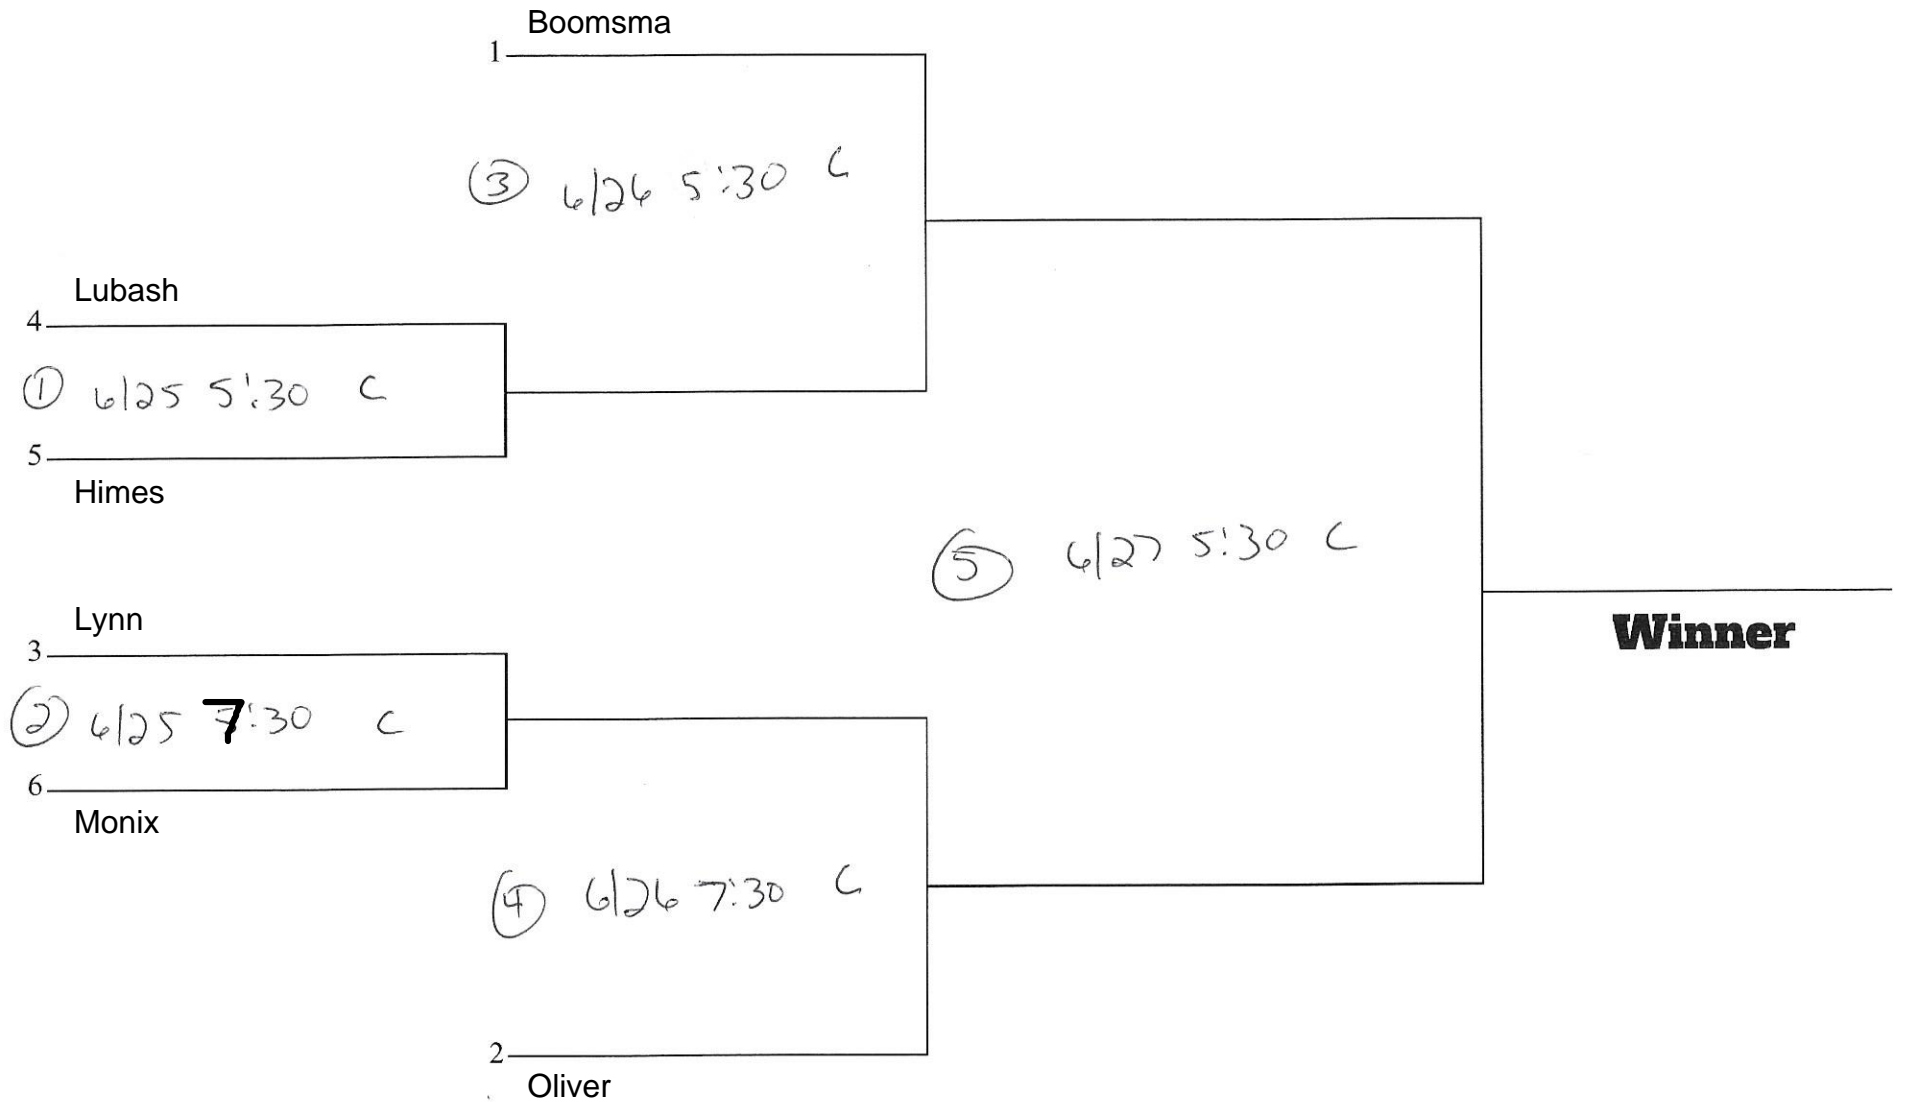 Boomsma
1
③ 6/26 5:30 C
Lubash
4
① 6/25 5:30 C
5
Himes
⑤ 6/27 5:30 C
Lynn
3
Winner
② 6/25 7:30 C
6
Monix
④ 6/26 7:30 C
2
Oliver